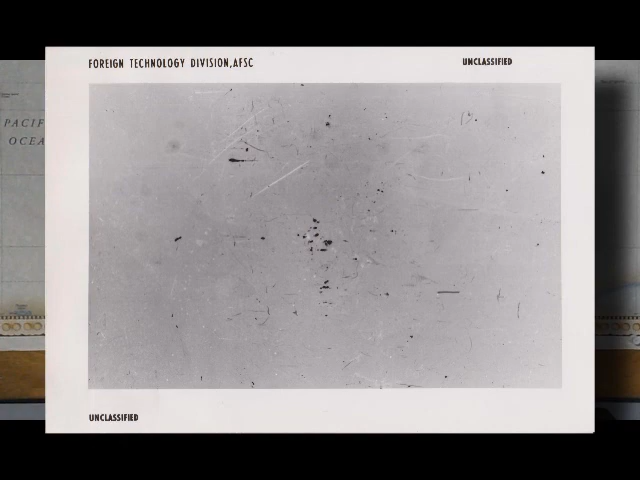 FOREIGN TECHNOLOGY DIVISION,AFSC
UNCLASSIFIED
PACIF
OCEA
UNCLASSIFIED